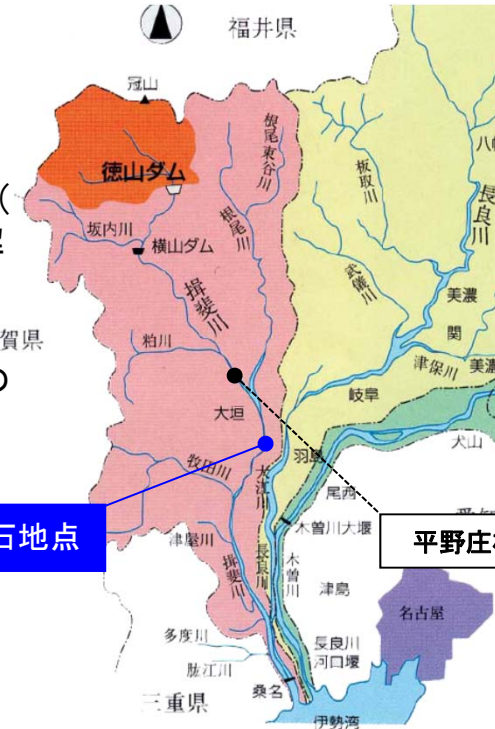 福井県
冠山
徳山ダム
根尾東谷川
板取川
八幡
長良川
(
坂内川
根尾川
横山ダム
揖斐川
武儀川
美濃
関
津保川
美濃
賀県
粕川
の
岐阜
大垣
犬山
羽島
牧田川
大江川
尾西
石地点
木曽川大堰
平野庄
津屋川
揖斐川
長良川
木曽川
津島
名古屋
多度川
長良川
河口堰
肱江川
桑名
三重県
伊勢湾